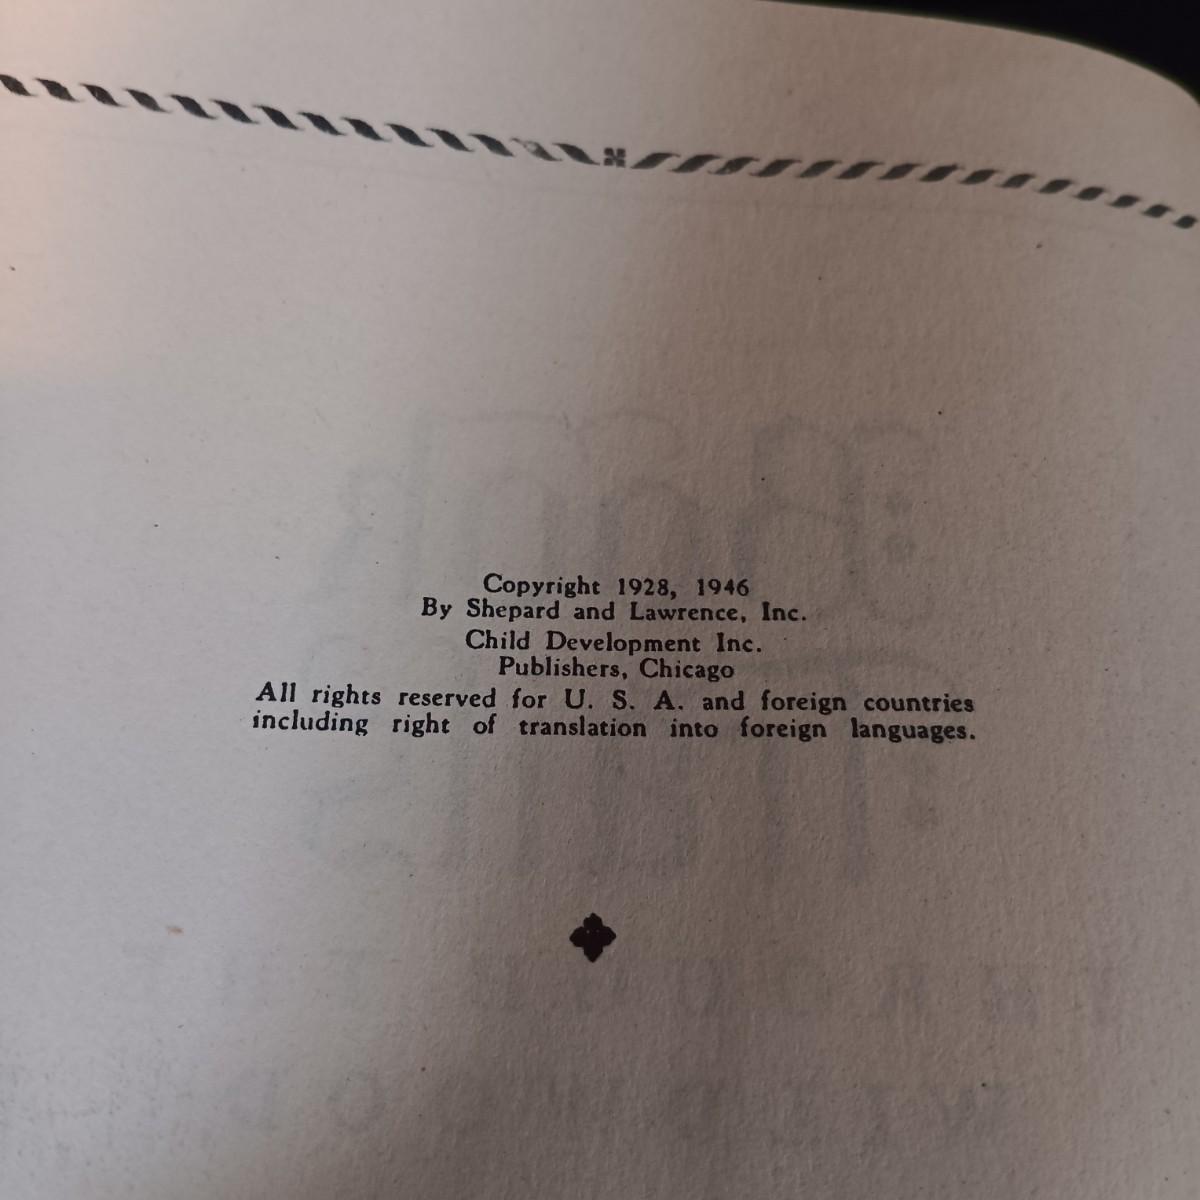 Copyright 1928, 1946
By Shepard and Lawrence, Inc.
Child Development Inc.
Publishers, Chicago
All rights reserved for U. S. A. and foreign countries
including right of translation into foreign languages.